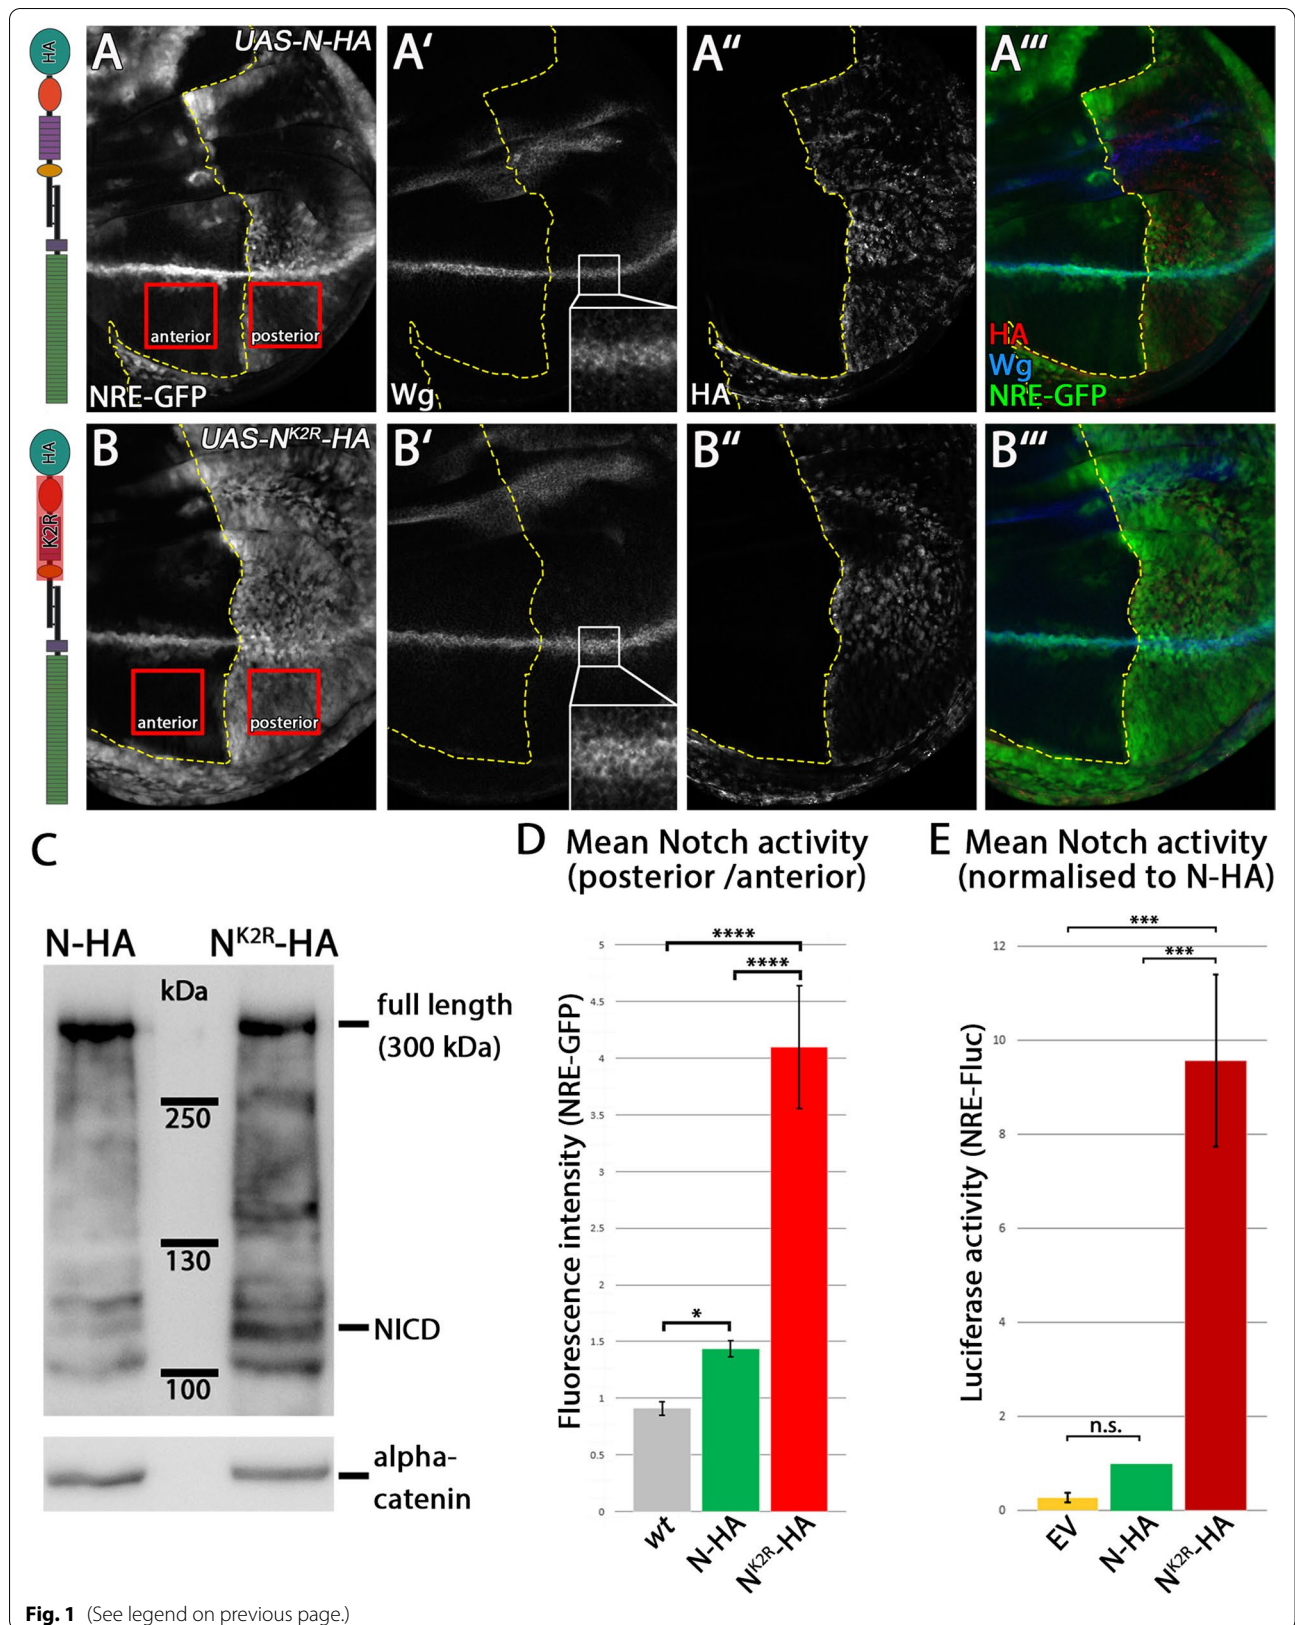 HA
A
UAS-N-HA
anterior
posterior
NRE-GFP
A'
Wg
A''
HA
A'''
HA
Wg
NRE-GFP
HA
K2R
B
UAS-N^K2R-HA
anterior
posterior
B'
B''
B'''
C
N-HA
N^K2R-HA
kDa
250
130
100
full length
(300 kDa)
NICD
alpha-
catenin
D Mean Notch activity
(posterior /anterior)
Fluorescence intensity (NRE-GFP)
5
4.5
4
3.5
3
2.5
2
1.5
1
0.5
0
****
****
*
wt
N-HA
N^K2R-HA
E Mean Notch activity
(normalised to N-HA)
Luciferase activity (NRE-Fluc)
12
10
8
6
4
2
0
***
***
n.s.
EV
N-HA
N^K2R-HA
Fig. 1 (See legend on previous page.)